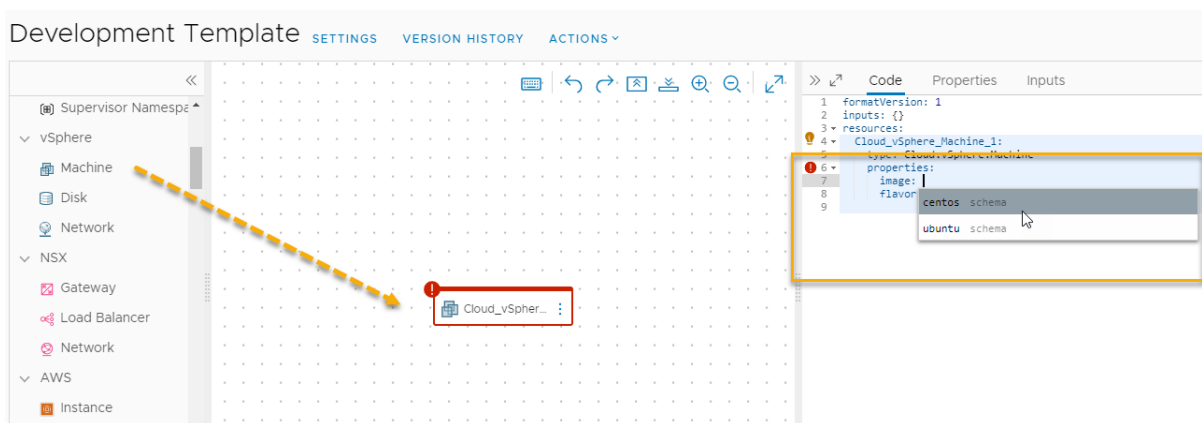 Development Template SETTINGS VERSION HISTORY ACTIONS
Supervisor Namespa
vSphere
Machine
Disk
Network
NSX
Gateway
Load Balancer
Network
AWS
Instance
Cloud_vSpher...
Code Properties Inputs
1 formatVersion: 1
2 inputs: {}
3 resources:
4 Cloud_vSphere_Machine_1:
5 type: Cloud.vSphere.Machine
6 properties:
7 image:
8 flavor
9
centos schema
ubuntu schema